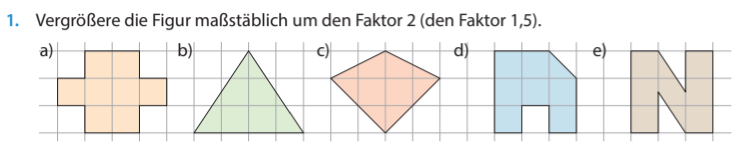 1. Vergrößere die Figur maßstäblich um den Faktor 2 (den Faktor 1,5).
a) b) c) d) e)